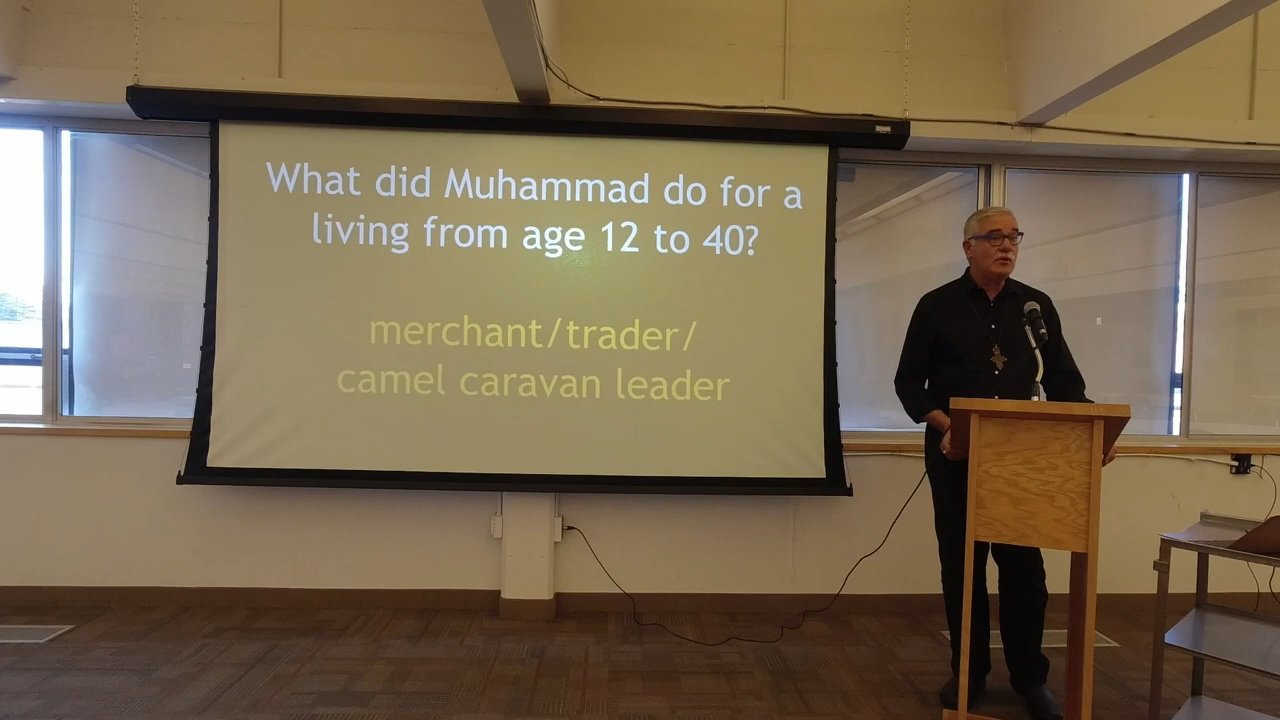 What did Muhammad do for a
living from age 12 to 40?
merchant/trader/
camel caravan leader